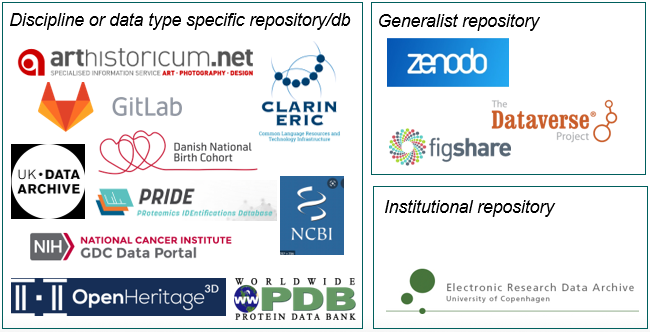 Discipline or data type specific repository/db
arthistoricum.net
SPECIALISED INFORMATION SERVICE ART · PHOTOGRAPHY · DESIGN
GitLab
CLARIN
ERIC
Common Language Resources and
Technology Infrastructure
Danish National
Birth Cohort
UK · DATA
ARCHIVE
PRIDE
PRoteomics IDEntifications Database
NCBI
NIH
NATIONAL CANCER INSTITUTE
GDC Data Portal
OpenHeritage3D
WORLDWIDE
ww
PDB
PROTEIN DATA BANK
Generalist repository
zenodo
The
Dataverse®
Project
figshare
Institutional repository
Electronic Research Data Archive
University of Copenhagen